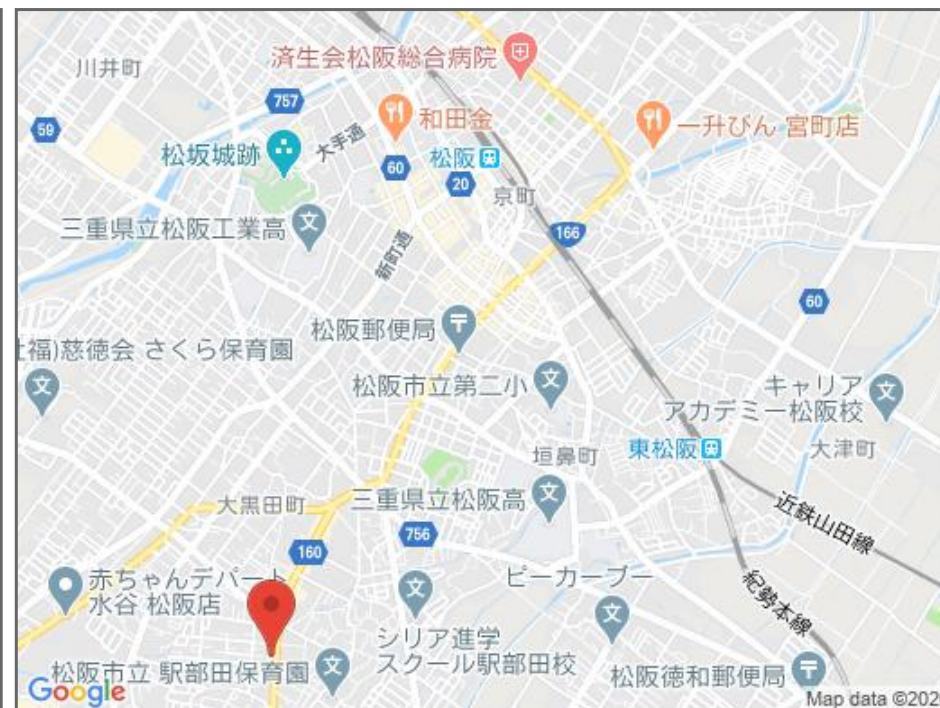 川井町
済生会松阪総合病院
757
59
大手通
和田金
一升びん 宮町店
松坂城跡
60
松阪
20
京町
三重県立松阪工業高
166
新町通
60
松阪郵便局
社福)慈徳会 さくら保育園
松阪市立第二小
キャリア
アカデミー松阪校
東松阪
大津町
垣鼻町
大黒田町
三重県立松阪高
756
160
近鉄山田線
ピーカーブー
赤ちゃんデパート
水谷 松阪店
紀勢本線
シリア進学
スクール駅部田校
松阪市立 駅部田保育園
松阪徳和郵便局
Google
Map data ©202